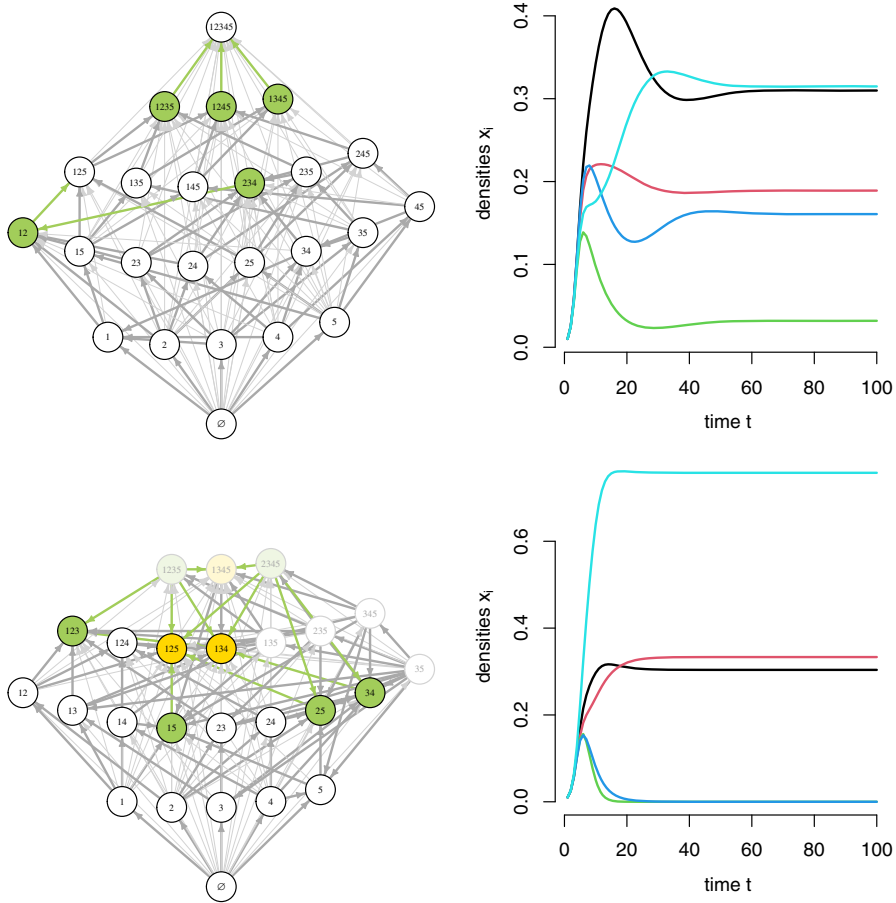 12345
1235 1245 1345
125 135 145 234 235 245
12 15 23 24 25 34 35 45
1 2 3 4 5
∅
densities xᵢ
0.0 0.1 0.2 0.3 0.4
0 20 40 60 80 100
time t
1235 1345 2345
123 124 125 134 135 235 345
12 13 14 15 23 24 25 34 35
1 2 3 4 5
∅
densities xᵢ
0.0 0.2 0.4 0.6
0 20 40 60 80 100
time t